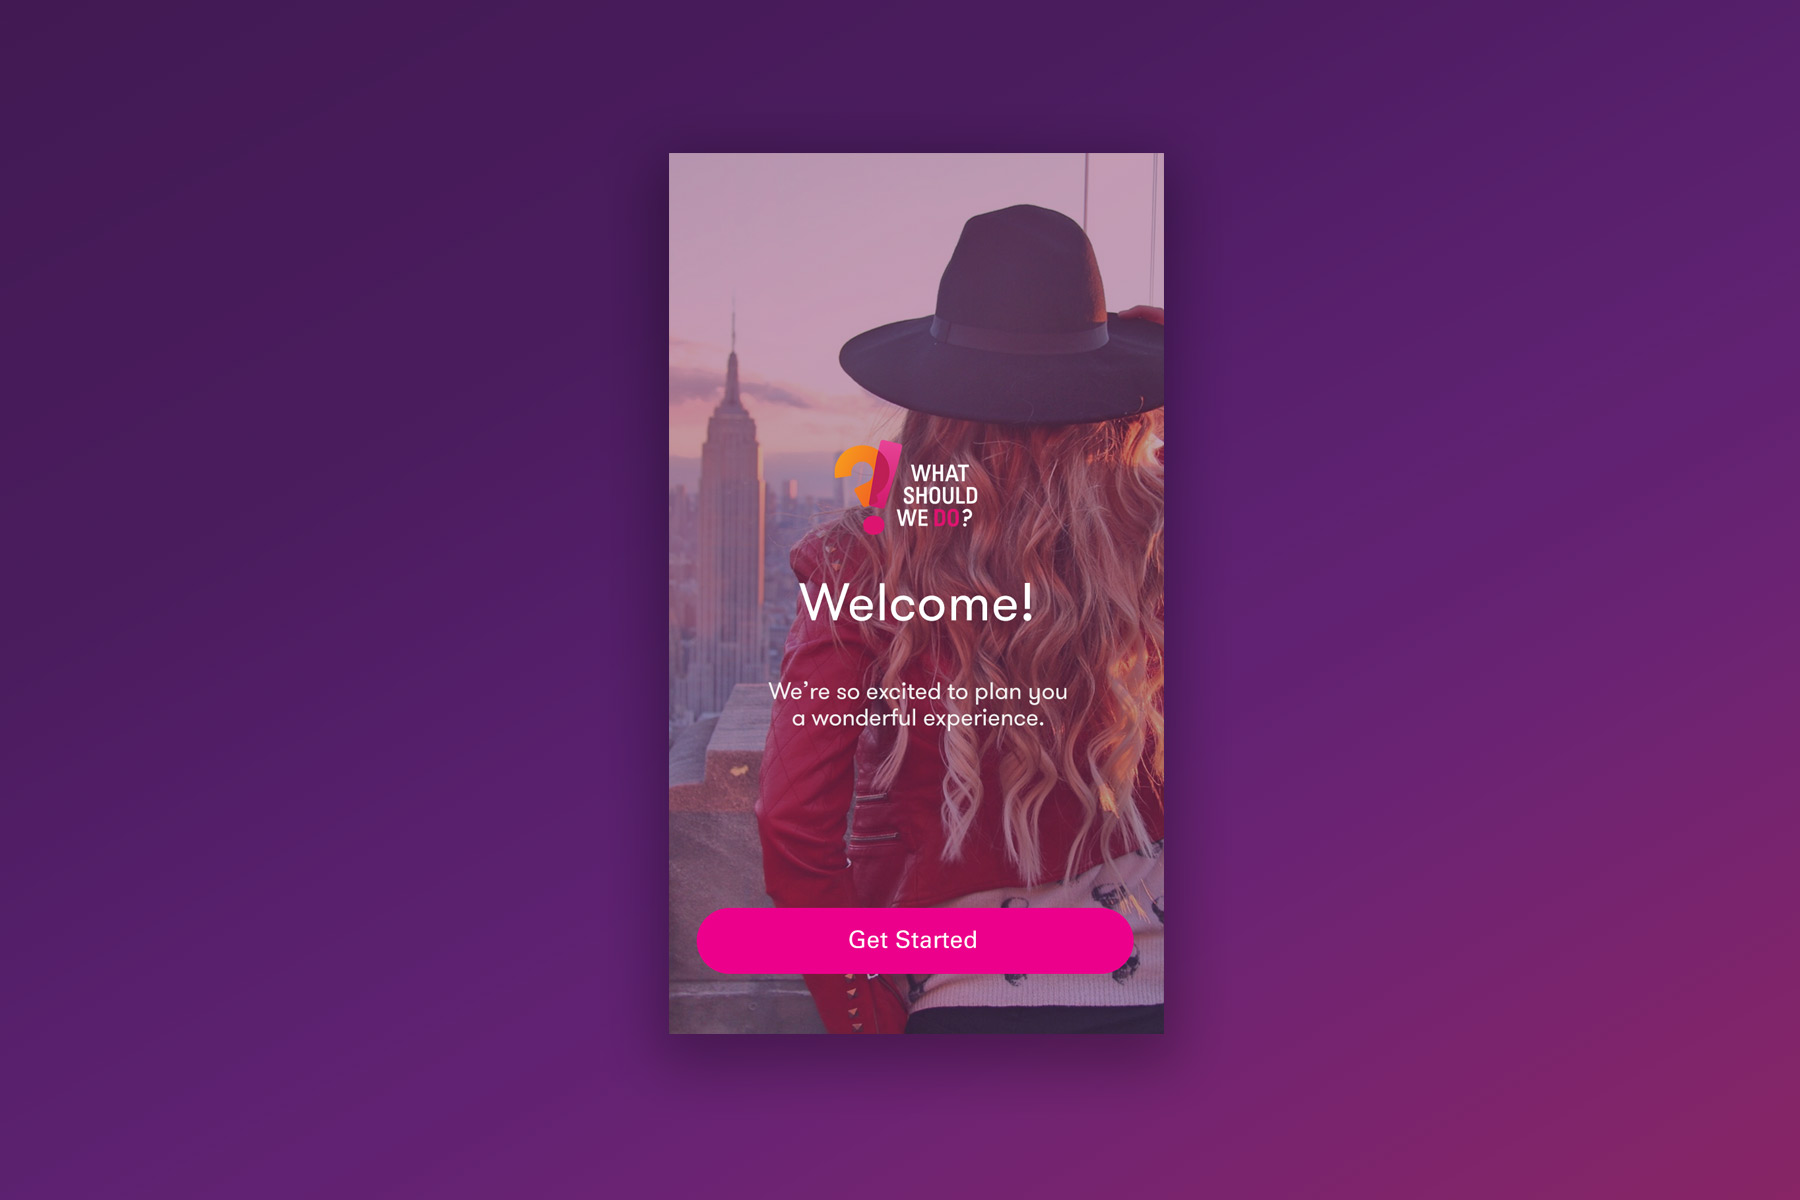 WHAT
SHOULD
WE DO?
Welcome!
We’re so excited to plan you
a wonderful experience.
Get Started